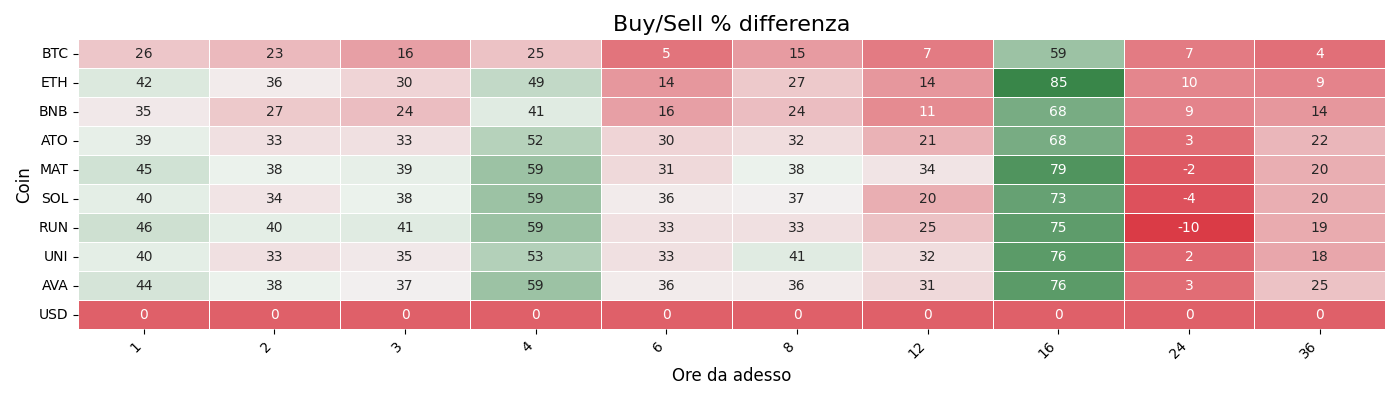 Buy/Sell % differenza
Coin
BTC 26 23 16 25 5 15 7 59 7 4
ETH 42 36 30 49 14 27 14 85 10 9
BNB 35 27 24 41 16 24 11 68 9 14
ATO 39 33 33 52 30 32 21 68 3 22
MAT 45 38 39 59 31 38 34 79 -2 20
SOL 40 34 38 59 36 37 20 73 -4 20
RUN 46 40 41 59 33 33 25 75 -10 19
UNI 40 33 35 53 33 41 32 76 2 18
AVA 44 38 37 59 36 36 31 76 3 25
USD 0 0 0 0 0 0 0 0 0 0
1 2 3 4 6 8 12 16 24 36
Ore da adesso